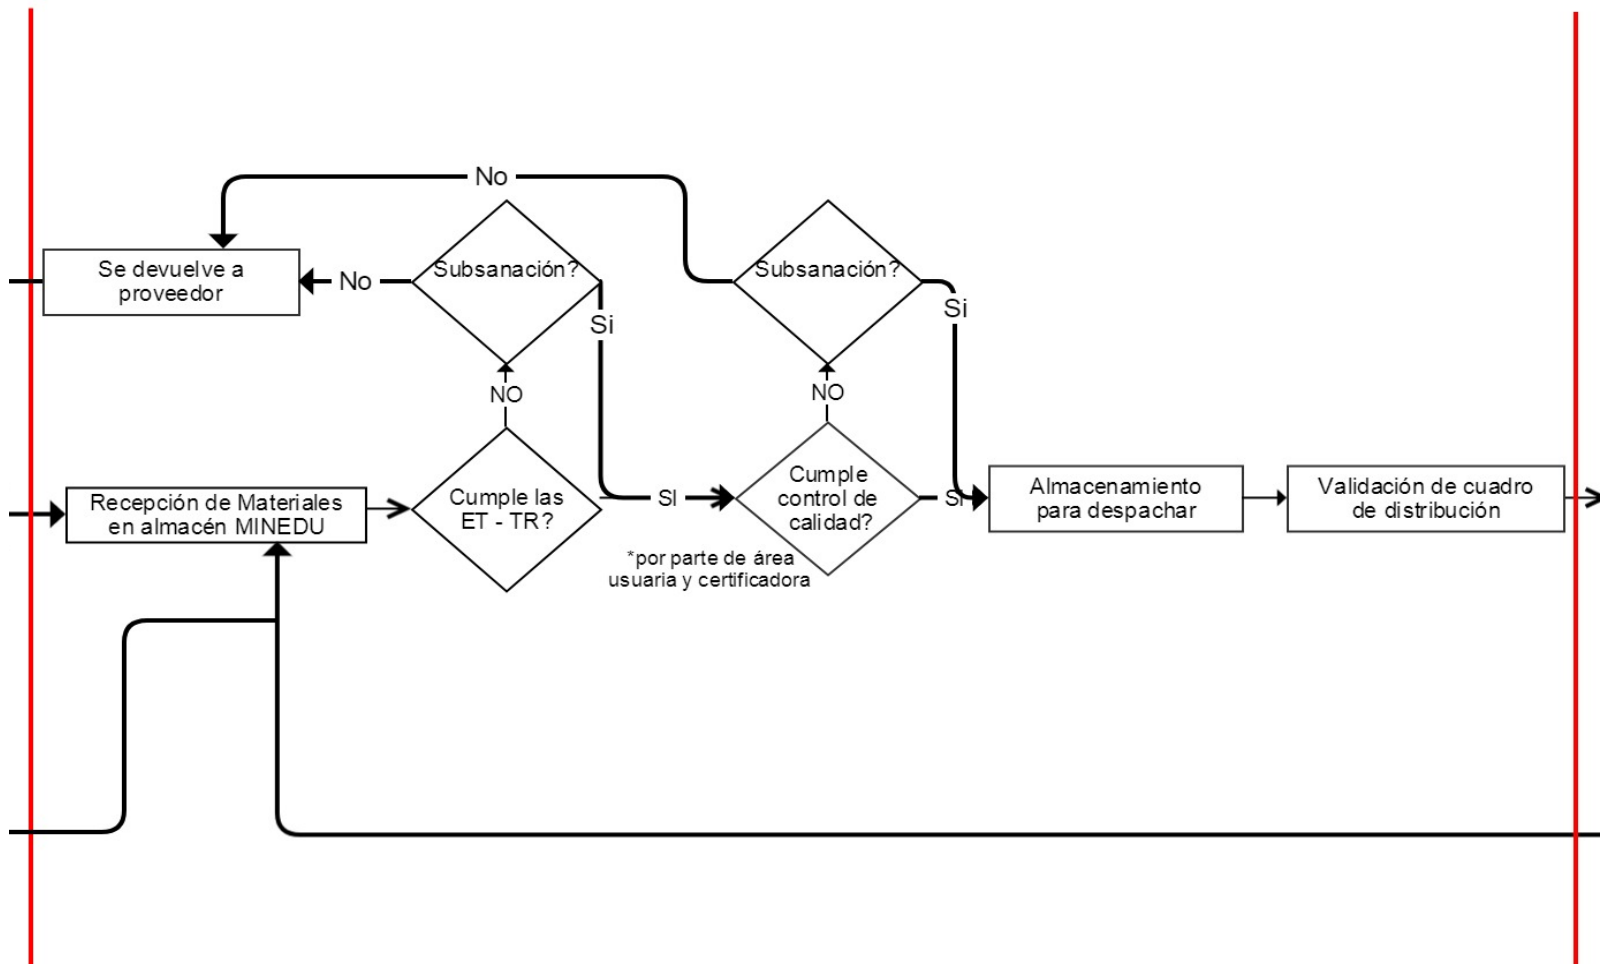 No
Se devuelve a
proveedor
No
Subsanación?
Si
Subsanación?
Si
NO
NO
Recepción de Materiales
en almacén MINEDU
Cumple las
ET - TR?
SI
Cumple
control de
calidad?
SI
Almacenamiento
para despachar
Validación de cuadro
de distribución
*por parte de área
usuaria y certificadora